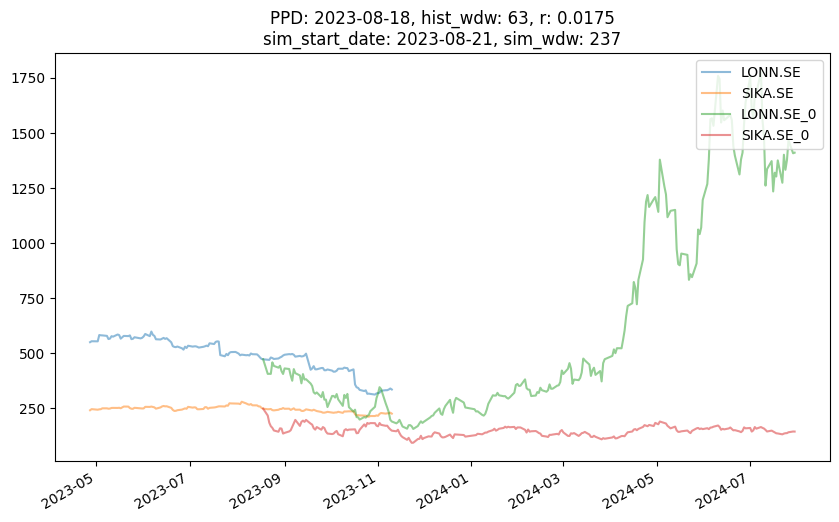 PPD: 2023-08-18, hist_wdw: 63, r: 0.0175
sim_start_date: 2023-08-21, sim_wdw: 237
LONN.SE
SIKA.SE
LONN.SE_0
SIKA.SE_0
1750
1500
1250
1000
750
500
250
2023-05
2023-07
2023-09
2023-11
2024-01
2024-03
2024-05
2024-07